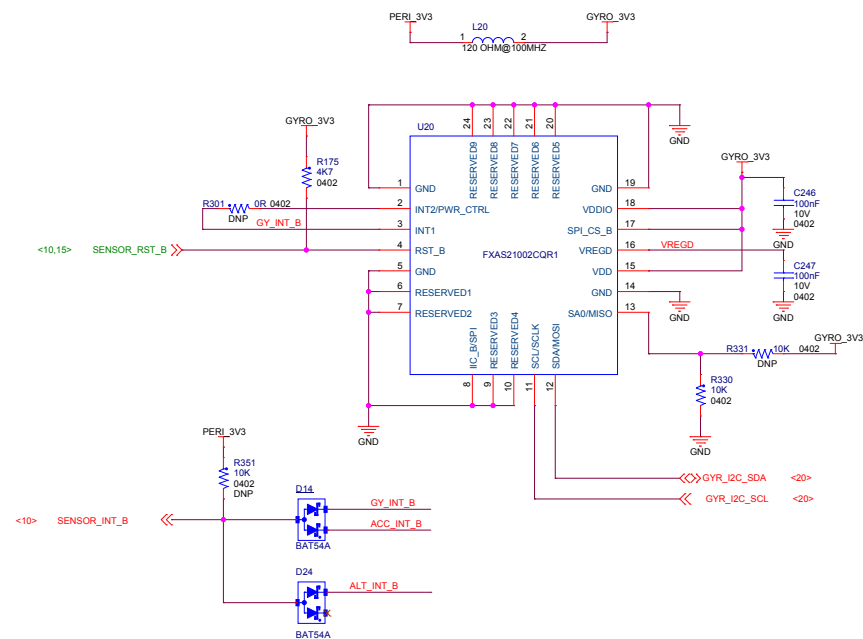 PERI_3V3
GYRO_3V3
L20
1
2
120 OHM@100MHZ
U20
24
23
22
21
20
GND
RESERVED9
RESERVED8
RESERVED7
RESERVED6
RESERVED5
GYRO_3V3
R175
4K7
0402
GYRO_3V3
1
GND
GND
19
C246
100nF
10V
0402
GND
R301
0R 0402
DNP
2
INT2/PWR_CTRL
VDDIO
18
GY_INT_B
3
INT1
SPI_CS_B
17
<10,15>
SENSOR_RST_B
4
RST_B
FXAS21002CQR1
VREGD
16
VREGD
5
GND
VDD
15
C247
100nF
10V
0402
GND
6
RESERVED1
GND
14
GND
7
RESERVED2
SA0/MISO
13
GYRO_3V3
R331
10K
0402
DNP
IIC_B/SPI
RESERVED3
RESERVED4
SCL/SCLK
SDA/MOSI
8
9
10
11
12
R330
10K
0402
GND
GND
PERI_3V3
R351
10K
0402
DNP
GYR_I2C_SDA
<20>
GYR_I2C_SCL
<20>
D14
GY_INT_B
<10>
SENSOR_INT_B
ACC_INT_B
BAT54A
D24
ALT_INT_B
BAT54A